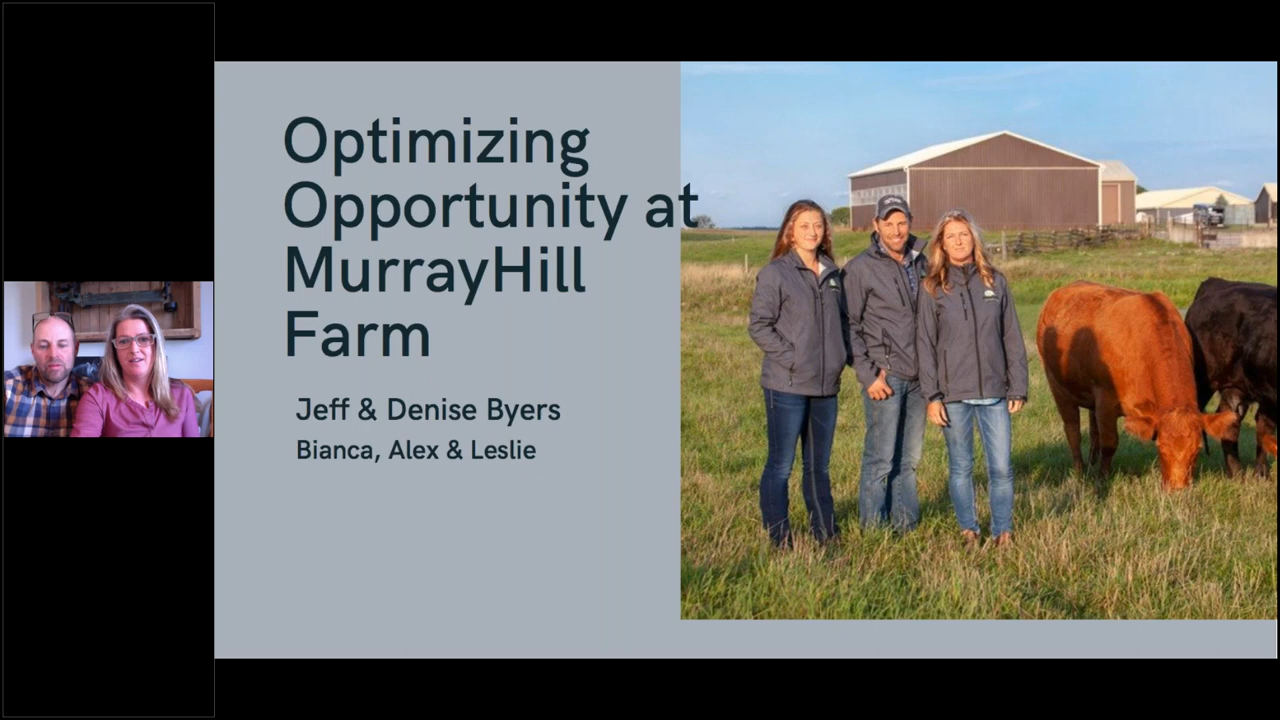 Optimizing
Opportunity at
MurrayHill
Farm
Jeff & Denise Byers
Bianca, Alex & Leslie